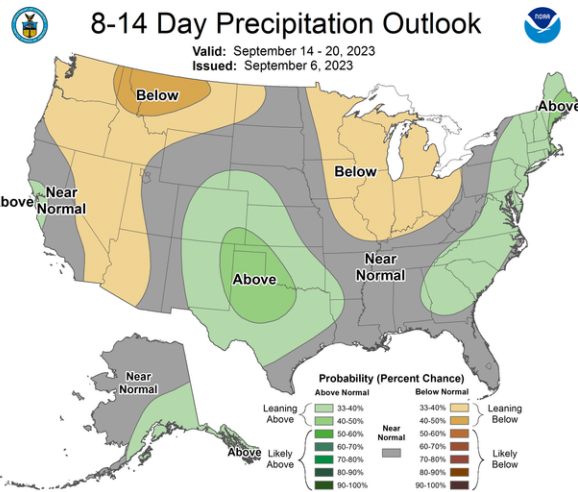 8-14 Day Precipitation Outlook
NOAA
Valid: September 14 - 20, 2023
Issued: September 6, 2023
Below
Above
Below
Above
Near
Normal
Above
Near
Normal
Near
Normal
Above
Probability (Percent Chance)
Above Normal
Below Normal
Leaning
Above
33-40%
40-50%
Likely
Above
50-60%
60-70%
70-80%
80-90%
90-100%
Near
Normal
33-40%
40-50%
Leaning
Below
50-60%
60-70%
70-80%
80-90%
90-100%
Likely
Below